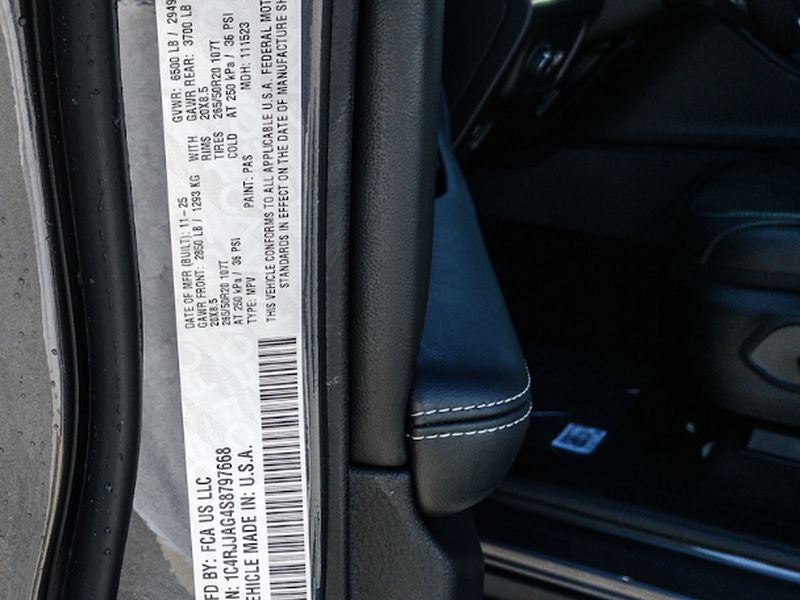 FD BY: FCA US LLC
N: 1C4RJJAG4S8797668
EHICLE MADE IN: U.S.A.
DATE OF MFR (BUILT): 11-25 GVWR: 6500 LB / 2949
GAWR FRONT: 2850 LB / 1293 KG WITH GAWR REAR: 3700 LB
20X8.5 RIMS 20X8.5
265/50R20 107T TIRES 265/50R20 107T
AT 250 kPa / 36 PSI COLD AT 250 kPa / 36 PSI
TYPE: MPV PAINT: PAS MDH: 111523
THIS VEHICLE CONFORMS TO ALL APPLICABLE U.S.A. FEDERAL MOT
STANDARDS IN EFFECT ON THE DATE OF MANUFACTURE SH